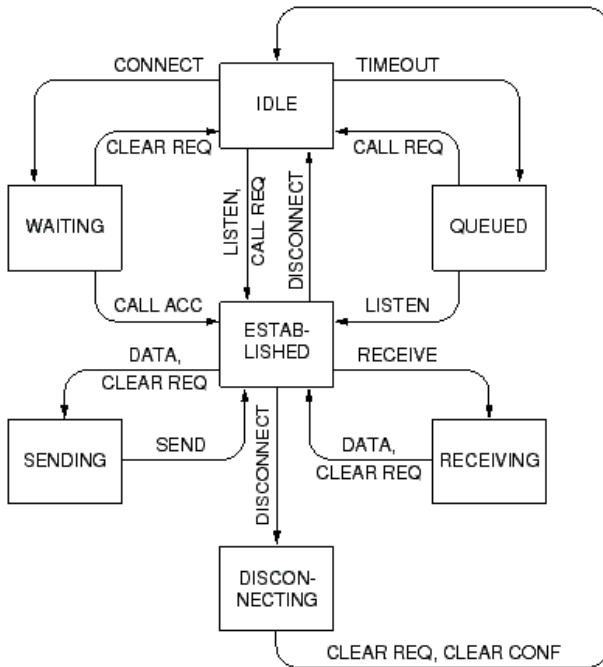 CONNECT
TIMEOUT
IDLE
CLEAR REQ
CALL REQ
LISTEN,
CALL REQ
DISCONNECT
WAITING
QUEUED
CALL ACC
LISTEN
ESTAB-
LISHED
DATA,
CLEAR REQ
RECEIVE
SENDING
SEND
DISCONNECT
DATA,
CLEAR REQ
RECEIVING
DISCON-
NECTING
CLEAR REQ, CLEAR CONF